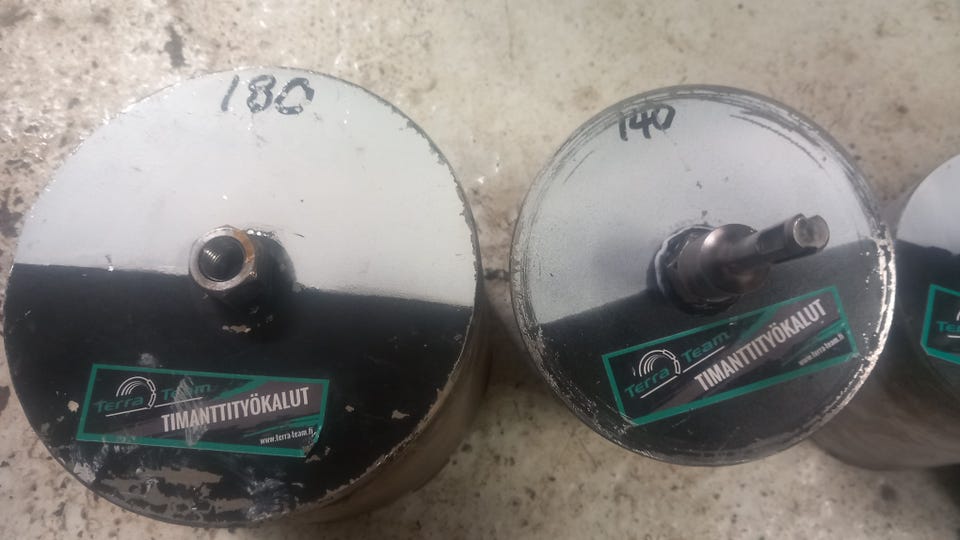 180
Terra Team
TIMANTTITYÖKALUT
www.terra-team.fi
140
Terra Team
TIMANTTITYÖKALUT
www.terra-team.fi